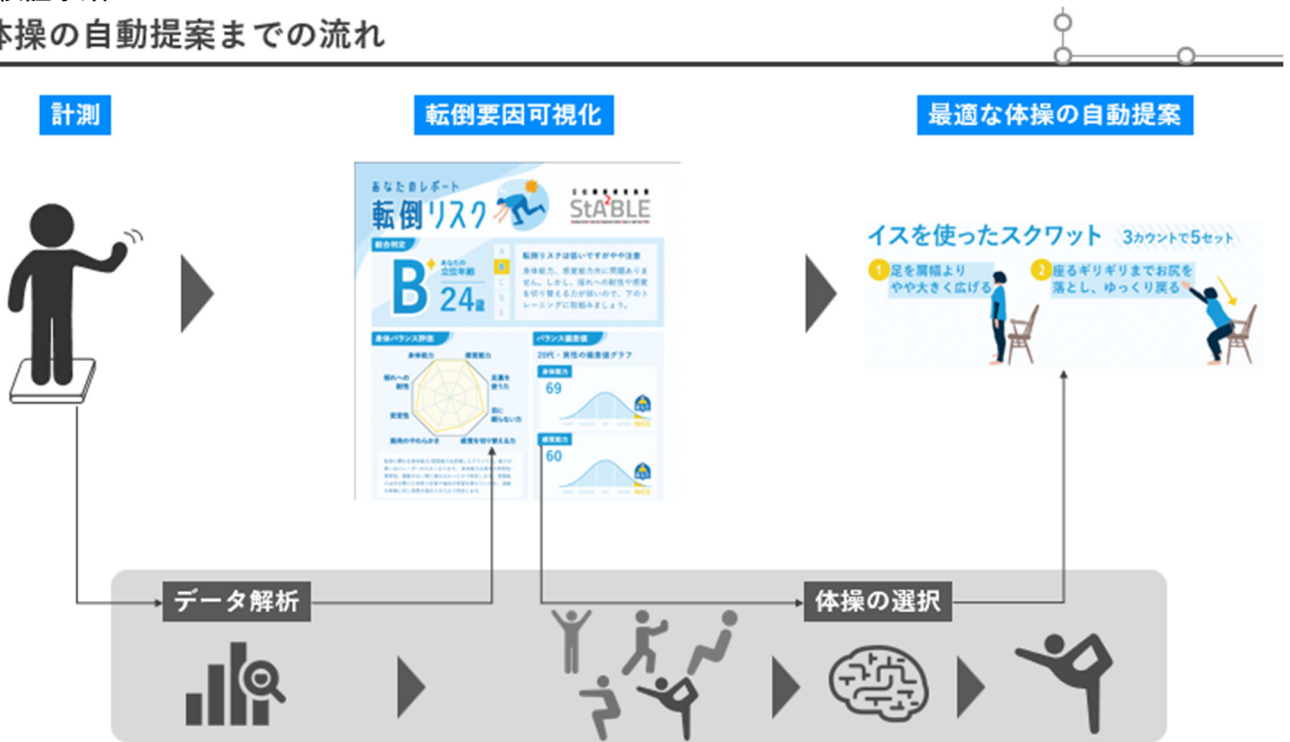 体操の自動提案までの流れ
計測
転倒要因可視化
最適な体操の自動提案
あなたのレポート
転倒リスク
StA²BLE
総合判定
B
あなたの
立位年齢
24歳
A
B
C
D
E
転倒リスクは低いですがやや注意
身体能力、感覚能力共に問題ありま
せん。しかし、揺れへの耐性や感覚
を切り替える力が弱いので、下のト
レーニングに取組みましょう。
身体バランス評価
身体能力
感覚能力
揺れへの
耐性
足裏を
使う力
安定性
目に
頼らない力
筋肉のやわらかさ
感覚を切り替える力
バランス偏差値
20代・男性の偏差値グラフ
身体能力
69
NICE
感覚能力
60
NICE
イスを使ったスクワット
3カウントで5セット
1
足を肩幅より
やや大きく広げる
2
座るギリギリまでお尻を
落とし、ゆっくり戻る
データ解析
体操の選択